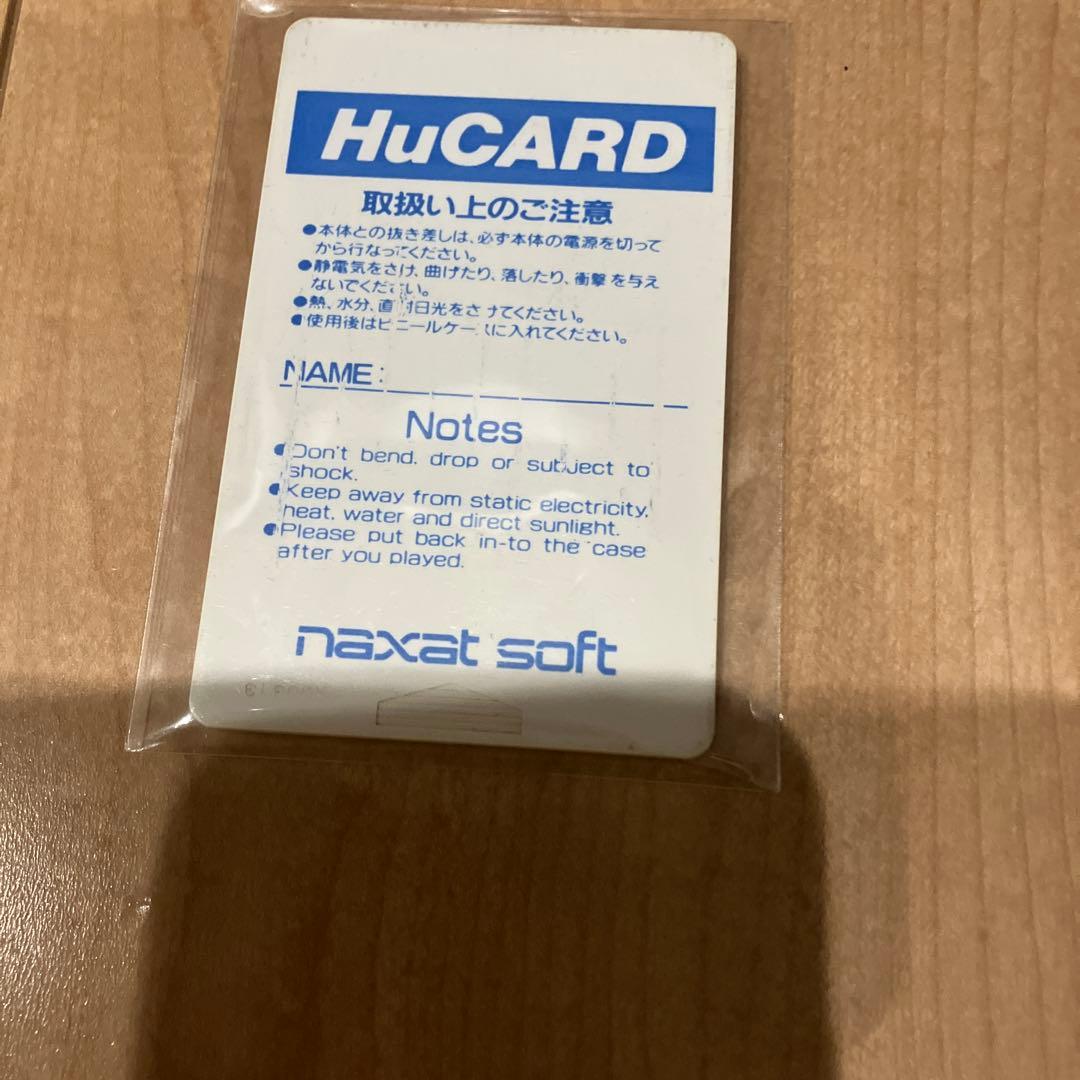 HuCARD
取扱い上のご注意
●本体との抜き差しは、必ず本体の電源を切って
から行なってください。
●静電気をさけ、曲げたり、落したり、衝撃を与え
ないでください。
●熱、水分、直射日光をさけてください。
●使用後はビニールケースに入れてください。
NAME:
Notes
●Don't bend, drop or subject to
shock.
●Keep away from static electricity,
heat, water and direct sunlight.
●Please put back in-to the case
after you played.
naxat soft